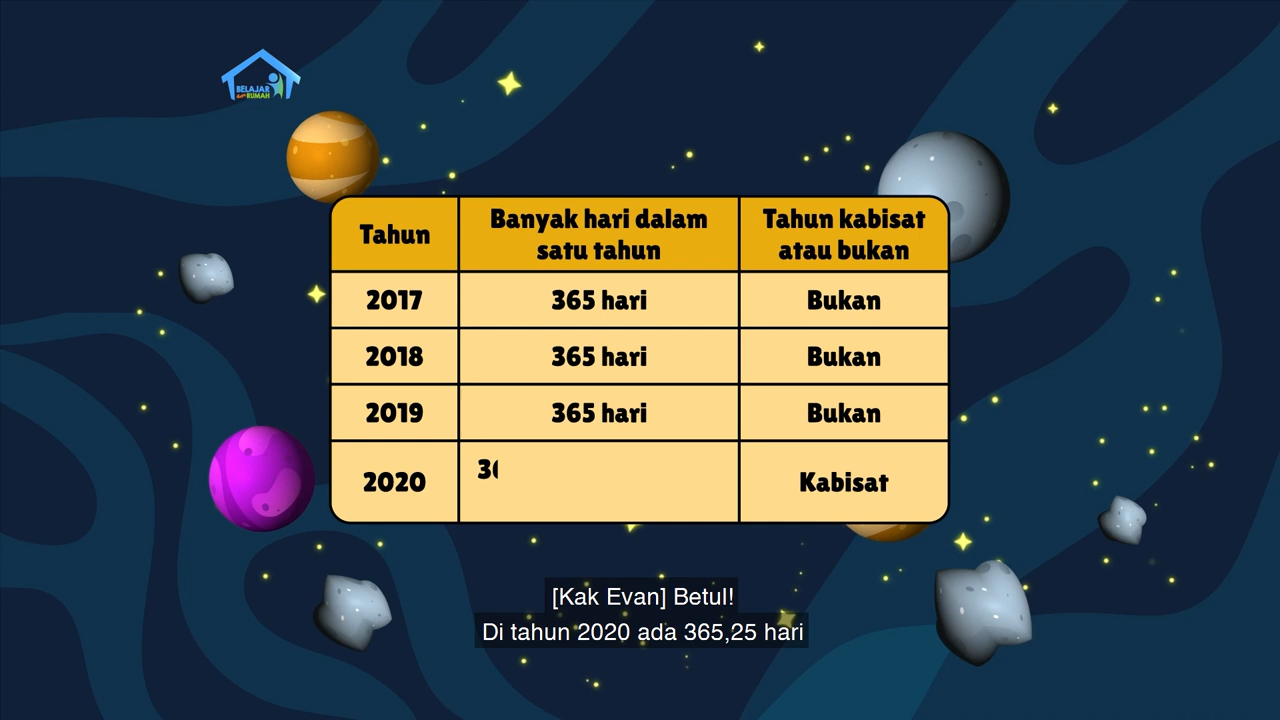 BELAJAR
dari RUMAH
Tahun
Banyak hari dalam
satu tahun
Tahun kabisat
atau bukan
2017
365 hari
Bukan
2018
365 hari
Bukan
2019
365 hari
Bukan
2020
Kabisat
[Kak Evan] Betul!
Di tahun 2020 ada 365,25 hari